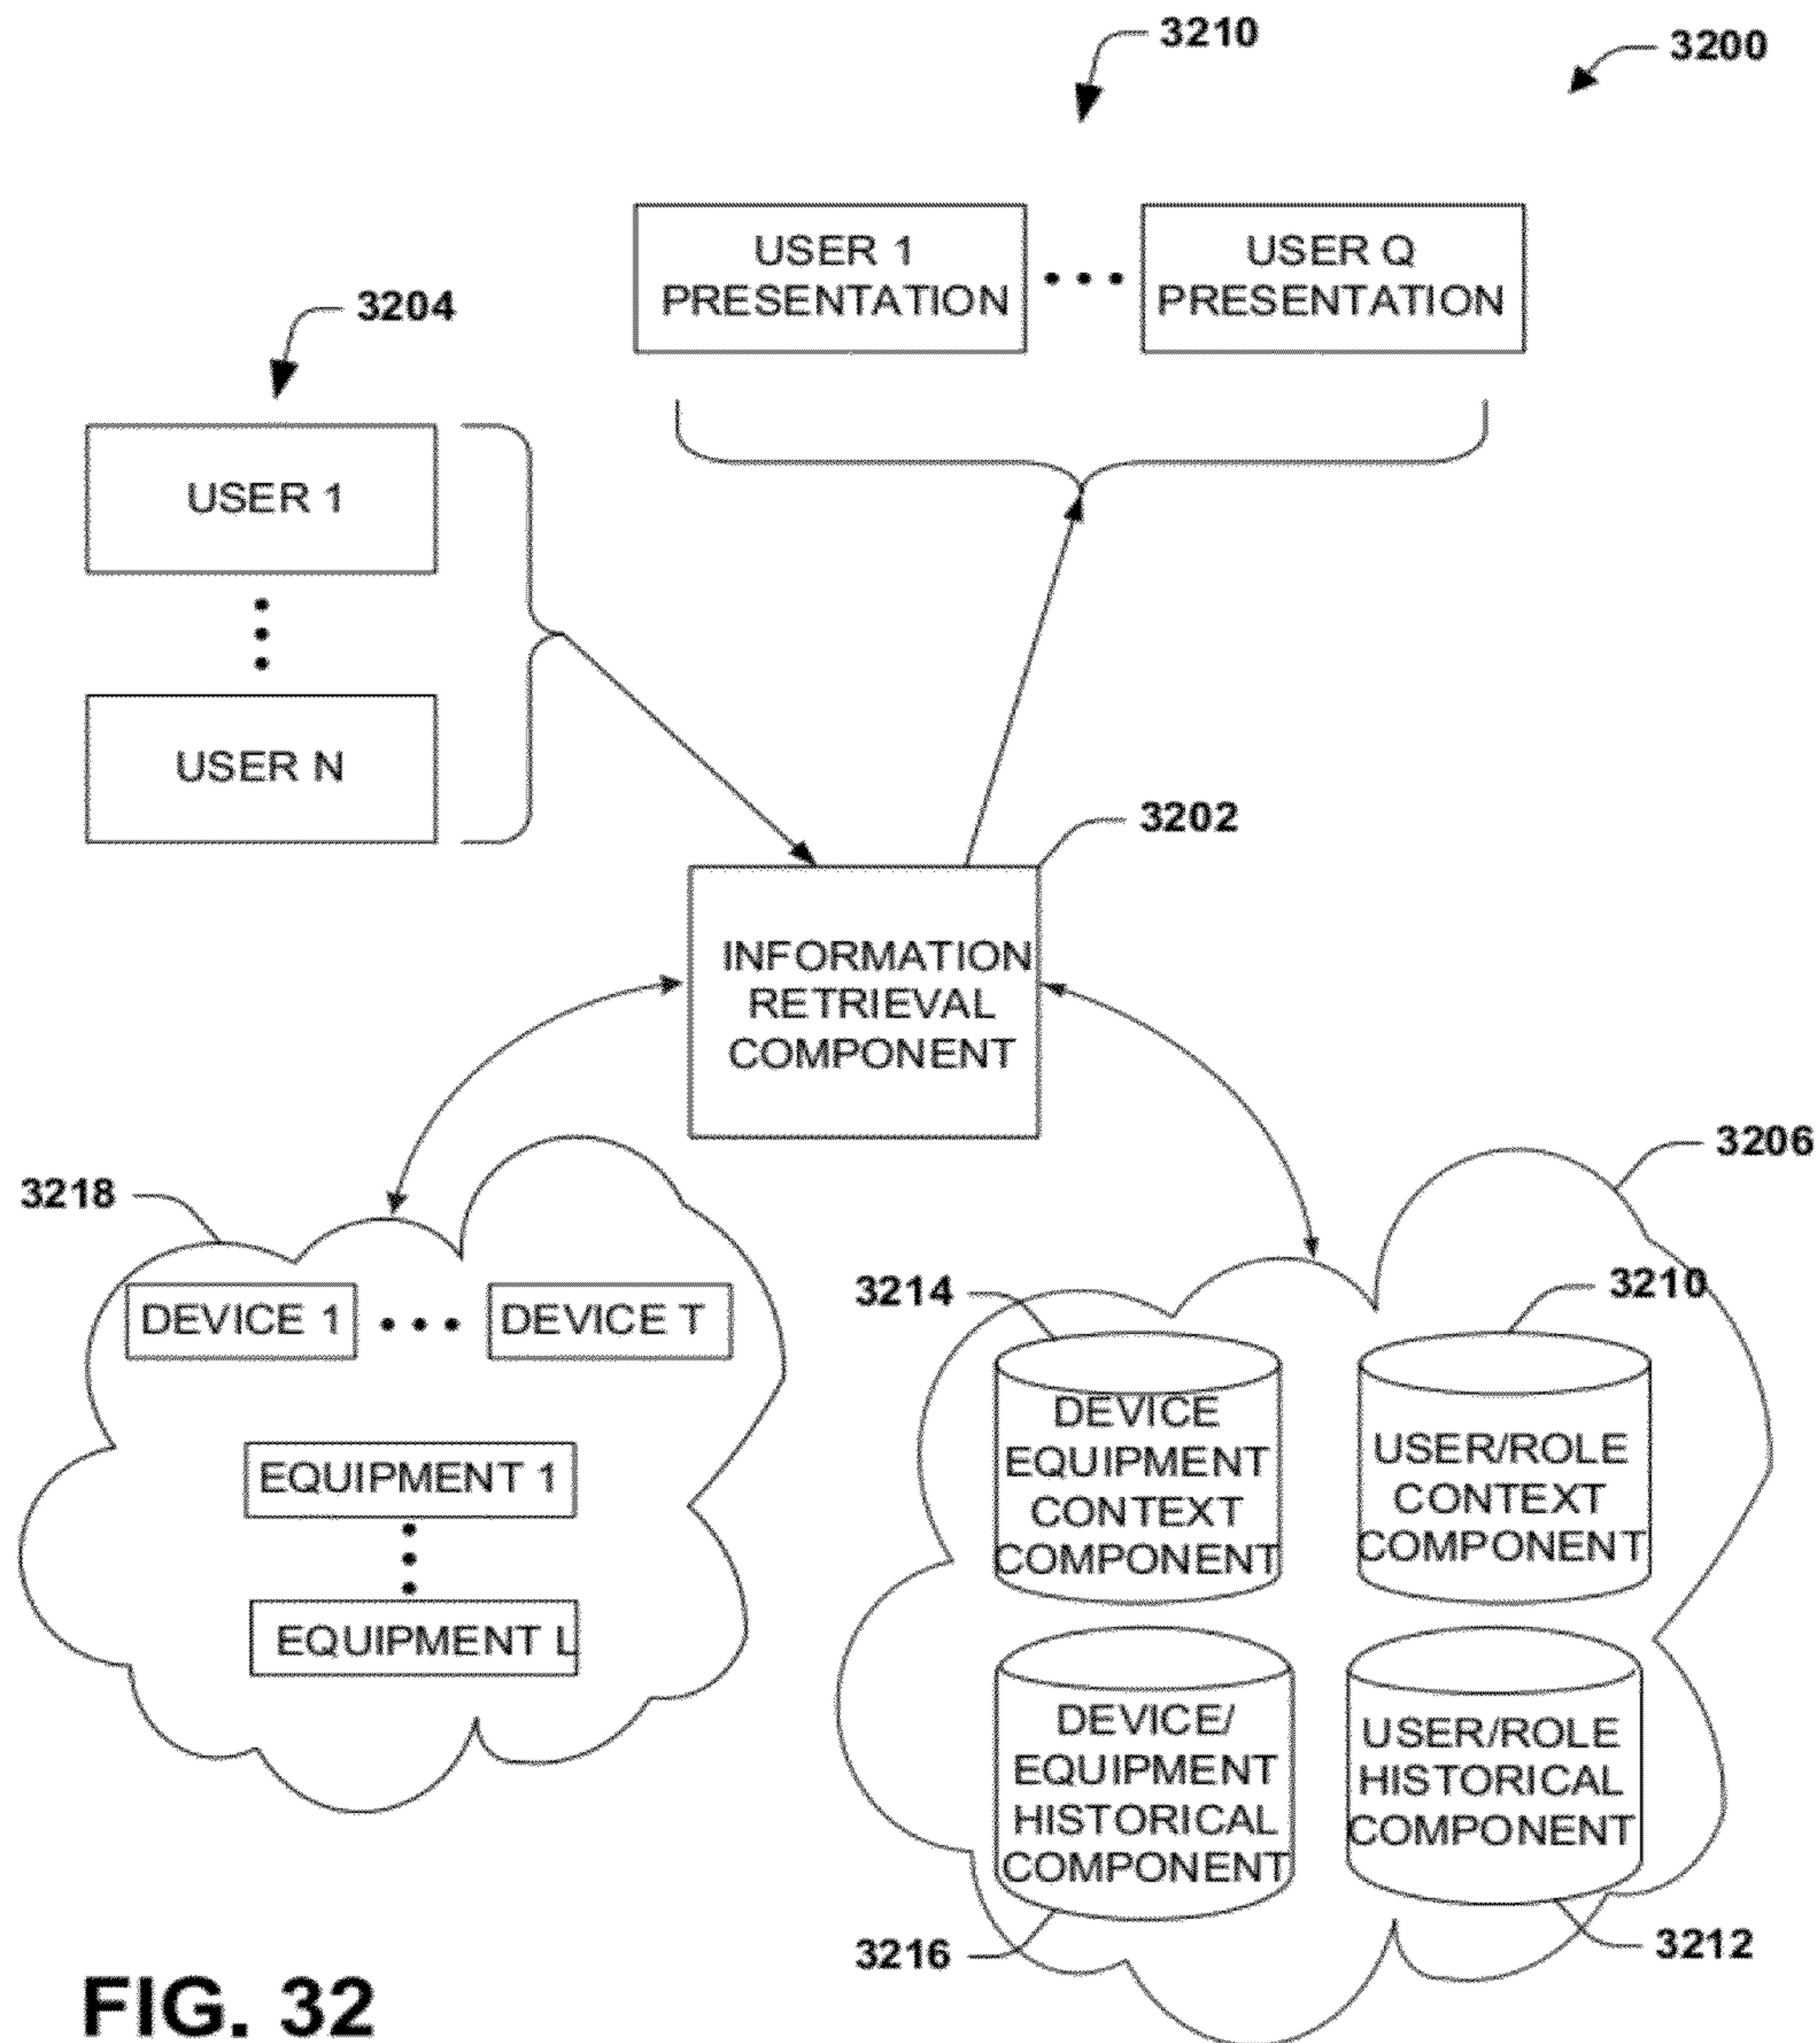 3210
3200
USER 1
PRESENTATION
USER Q
PRESENTATION
3204
USER 1
USER N
3202
INFORMATION
RETRIEVAL
COMPONENT
3206
3218
DEVICE 1
DEVICE T
EQUIPMENT 1
EQUIPMENT L
3214
3210
DEVICE
EQUIPMENT
CONTEXT
COMPONENT
USER/ROLE
CONTEXT
COMPONENT
DEVICE/
EQUIPMENT
HISTORICAL
COMPONENT
USER/ROLE
HISTORICAL
COMPONENT
3216
3212
FIG. 32